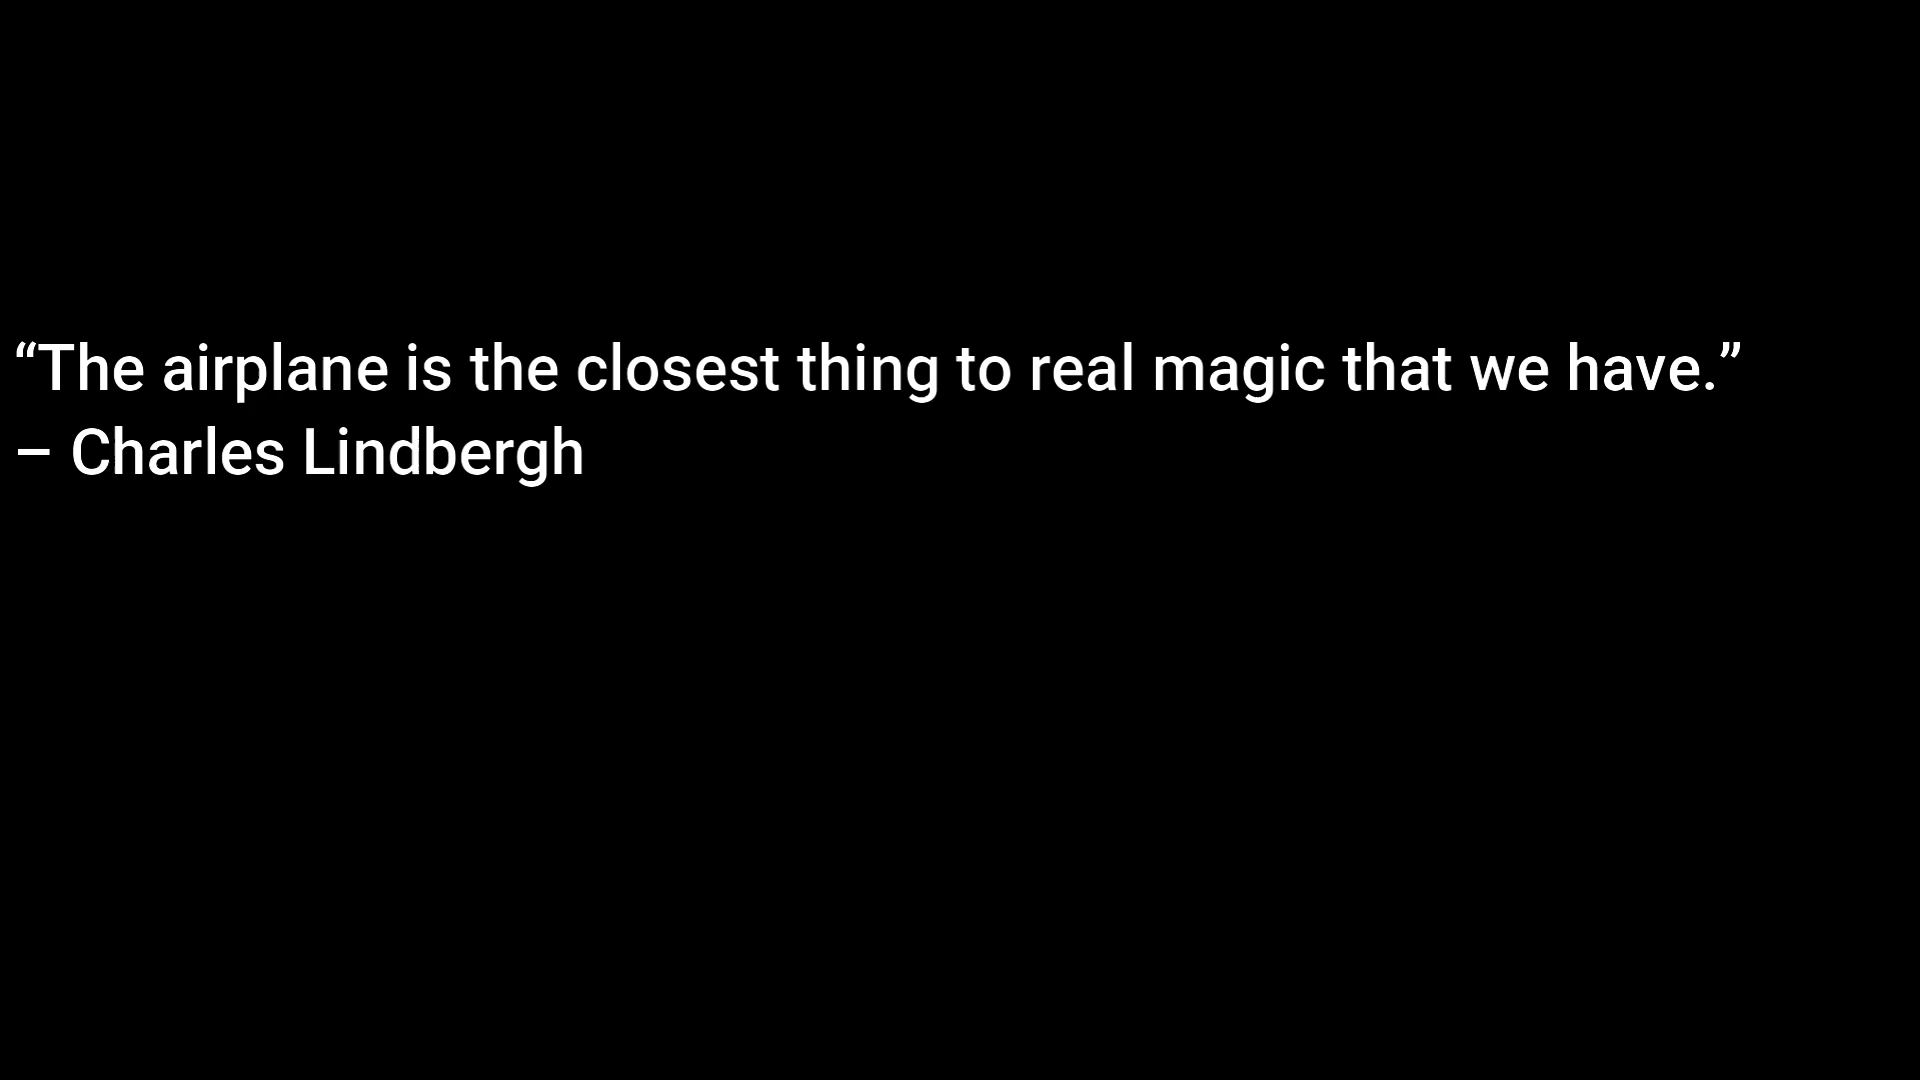 “The airplane is the closest thing to real magic that we have.”
– Charles Lindbergh